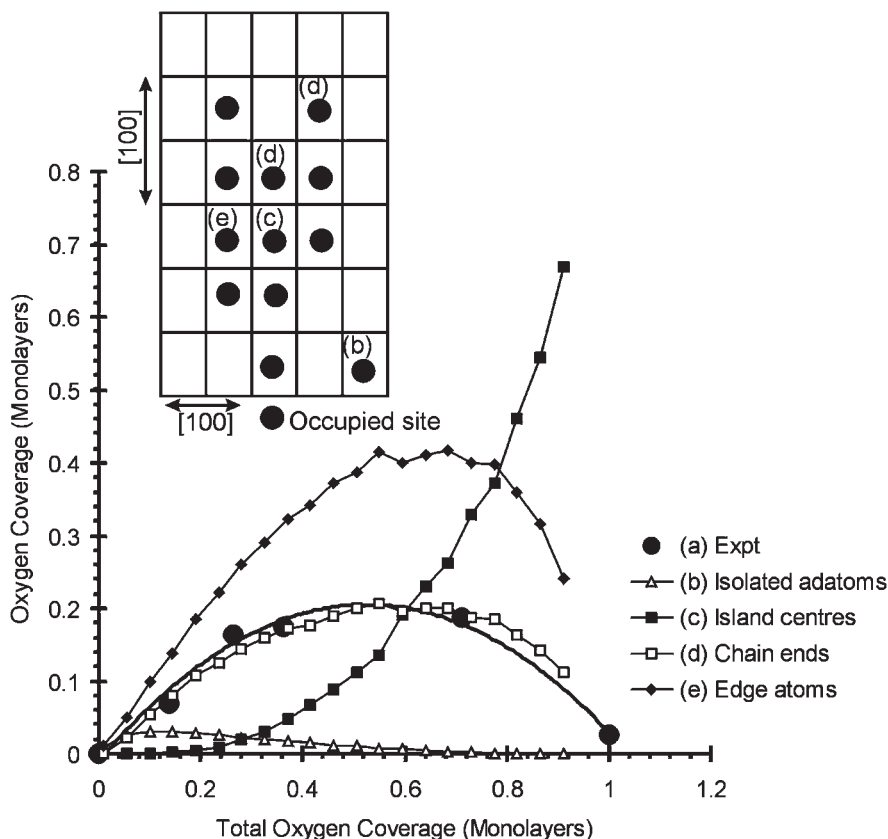 (d)
[100]
(d)
(e) (c)
(b)
[100]
Occupied site
Oxygen Coverage (Monolayers)
0.8
0.7
0.6
0.5
0.4
0.3
0.2
0.1
0
(a) Expt
(b) Isolated adatoms
(c) Island centres
(d) Chain ends
(e) Edge atoms
0 0.2 0.4 0.6 0.8 1 1.2
Total Oxygen Coverage (Monolayers)